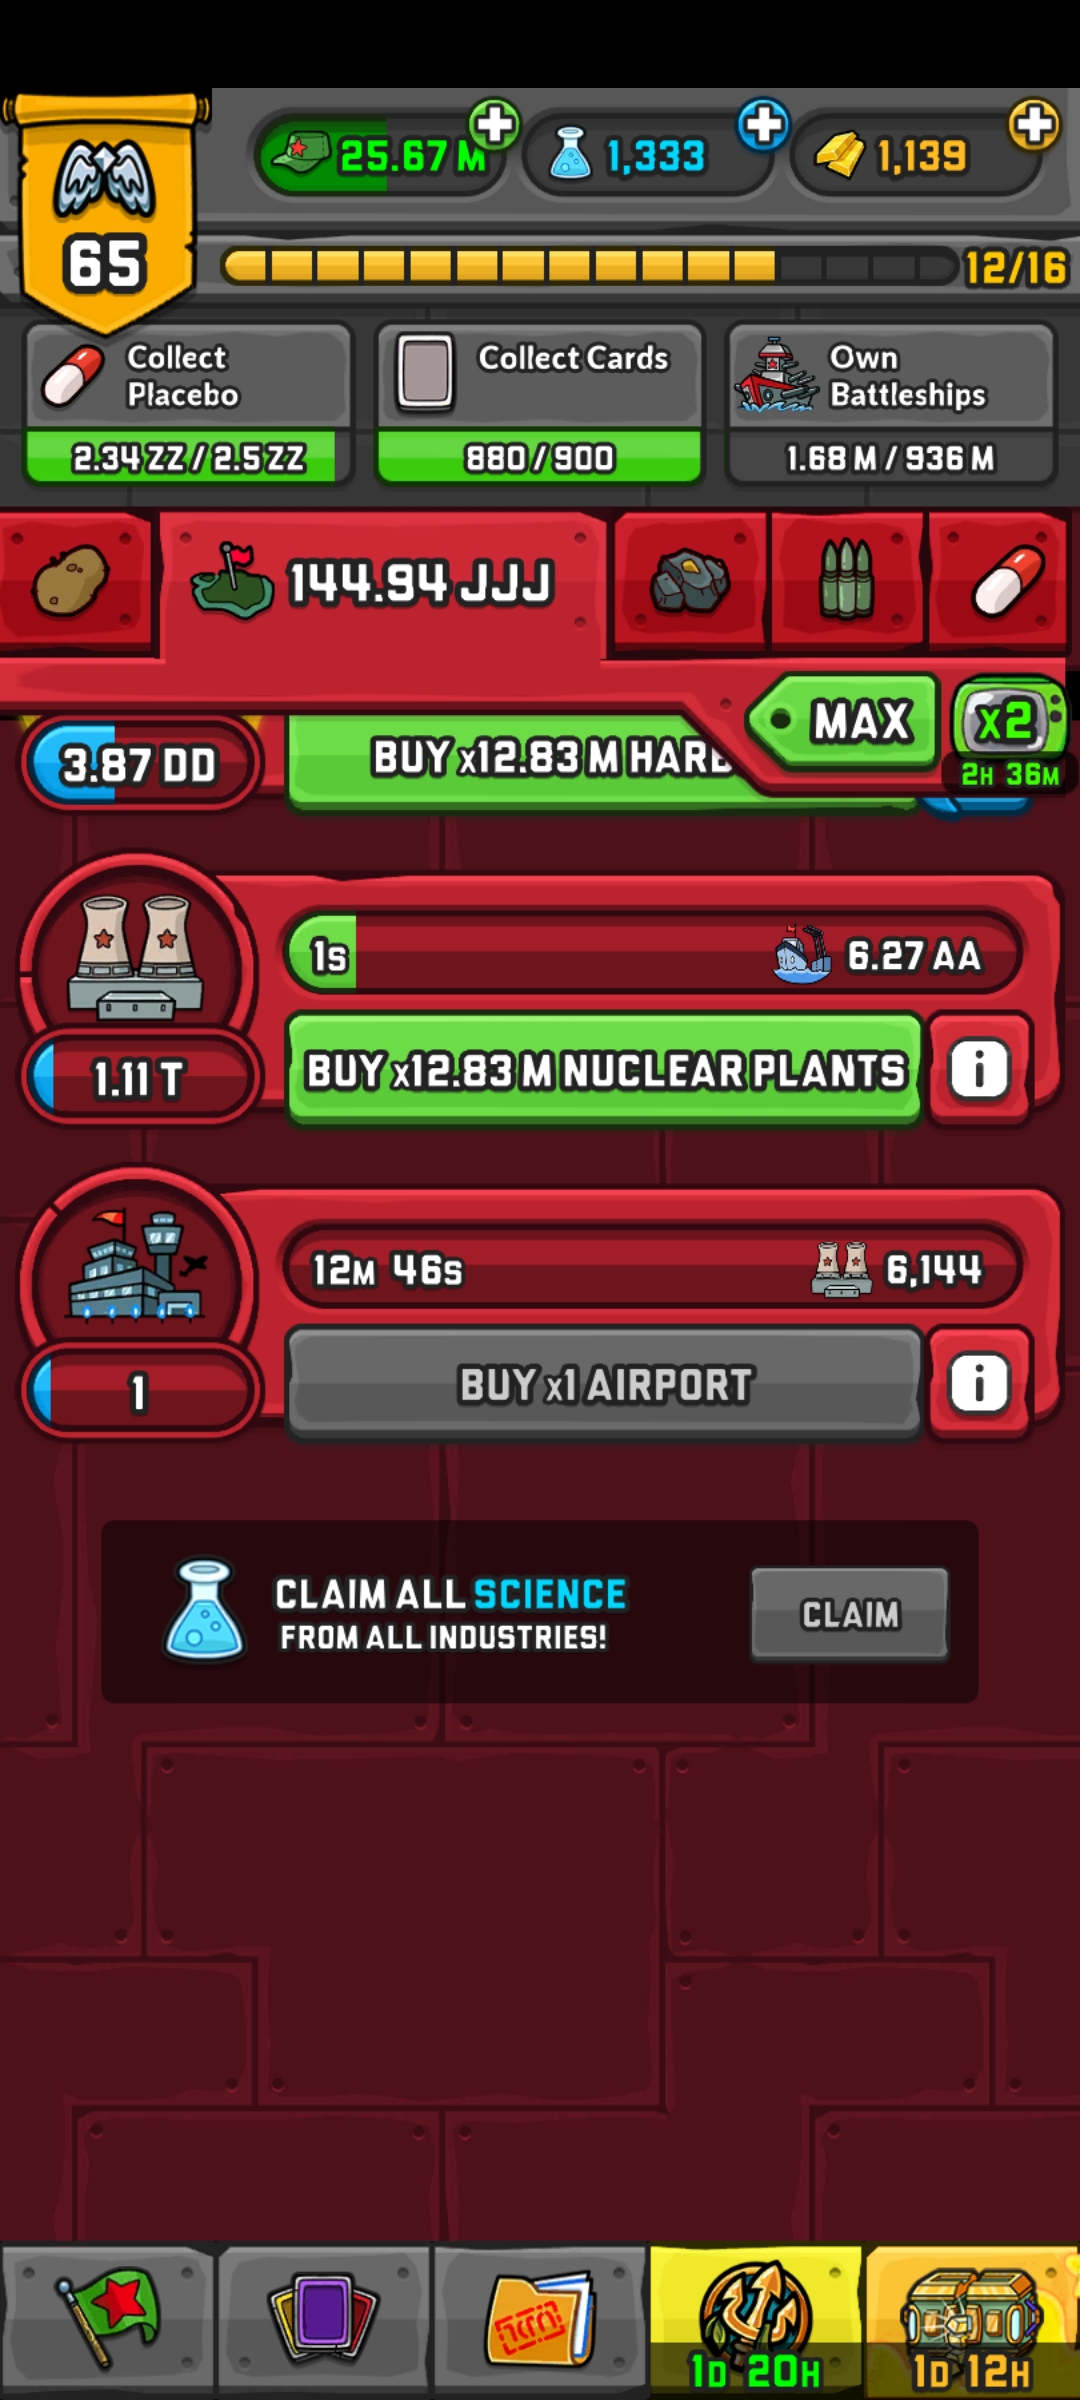 25.67 M
1,333
1,139
65
12/16
Collect
Placebo
2.34 ZZ / 2.5 ZZ
Collect Cards
880 / 900
Own
Battleships
1.68 M / 936 M
144.94 JJJ
MAX
x2
2H 36M
3.87 DD
BUY x12.83 M HARB
1s
6.27 AA
1.11 T
BUY x12.83 M NUCLEAR PLANTS
i
12M 46s
6,144
1
BUY x1 AIRPORT
i
CLAIM ALL SCIENCE
FROM ALL INDUSTRIES!
CLAIM
1D 20H
1D 12H